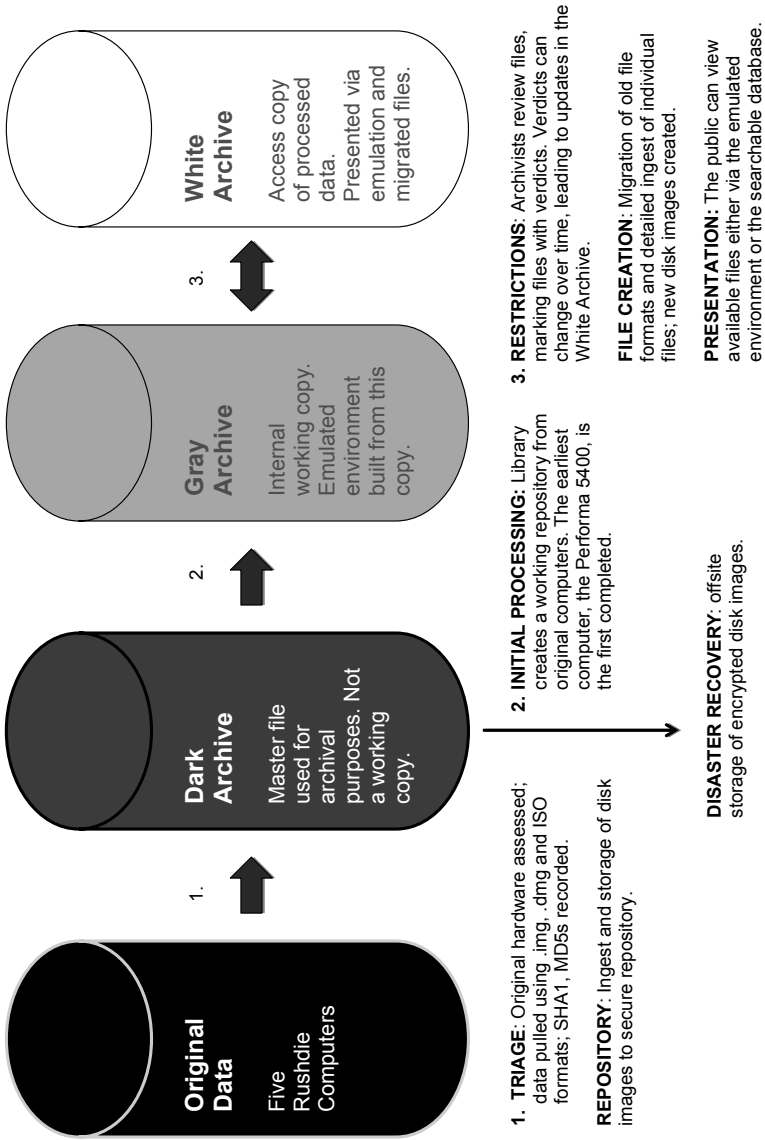 Original
Data
Five
Rushdie
Computers
1.
Dark
Archive
Master file
used for
archival
purposes. Not
a working
copy.
2.
Gray
Archive
Internal
working copy.
Emulated
environment
built from this
copy.
3.
White
Archive
Access copy
of processed
data.
Presented via
emulation and
migrated files.
1. TRIAGE: Original hardware assessed;
data pulled using .img, .dmg and ISO
formats; SHA1, MD5s recorded.
REPOSITORY: Ingest and storage of disk
images to secure repository.
2. INITIAL PROCESSING: Library
creates a working repository from
original computers. The earliest
computer, the Performa 5400, is
the first completed.
DISASTER RECOVERY: offsite
storage of encrypted disk images.
3. RESTRICTIONS: Archivists review files,
marking files with verdicts. Verdicts can
change over time, leading to updates in the
White Archive.
FILE CREATION: Migration of old file
formats and detailed ingest of individual
files; new disk images created.
PRESENTATION: The public can view
available files either via the emulated
environment or the searchable database.